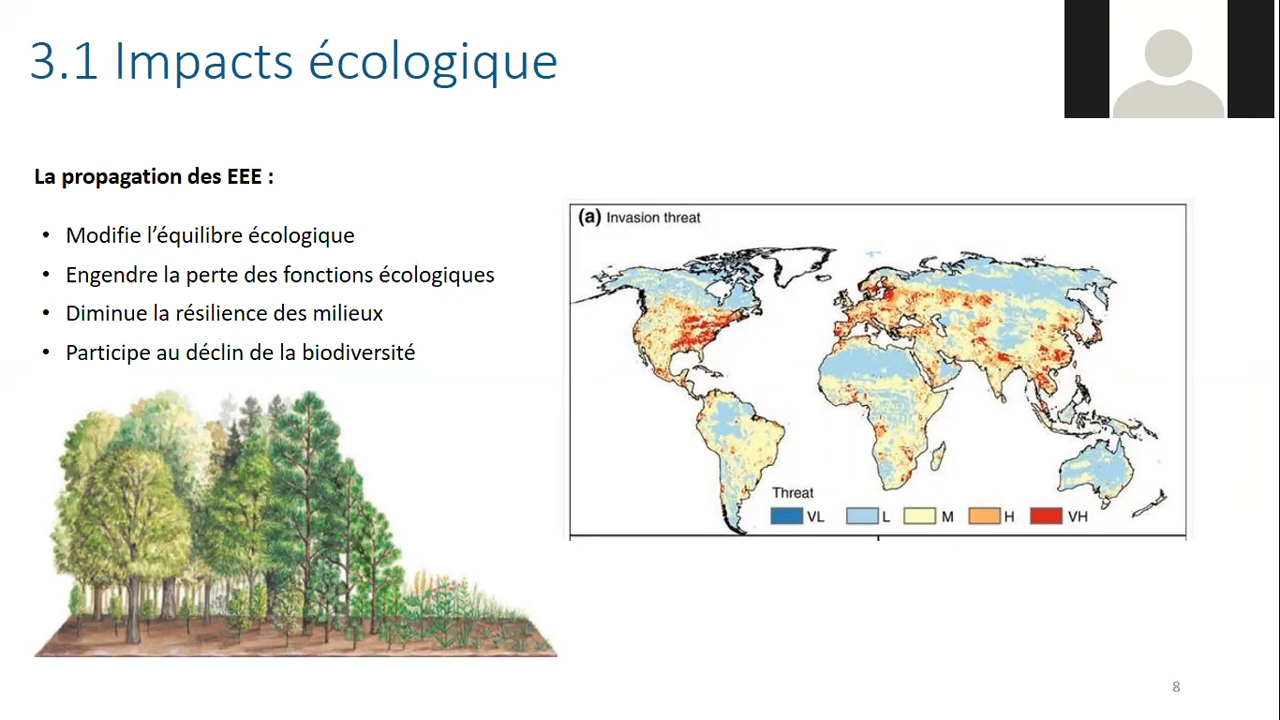 3.1 Impacts écologique
La propagation des EEE :
• Modifie l’équilibre écologique
• Engendre la perte des fonctions écologiques
• Diminue la résilience des milieux
• Participe au déclin de la biodiversité
(a) Invasion threat
Threat
VL L M H VH
8